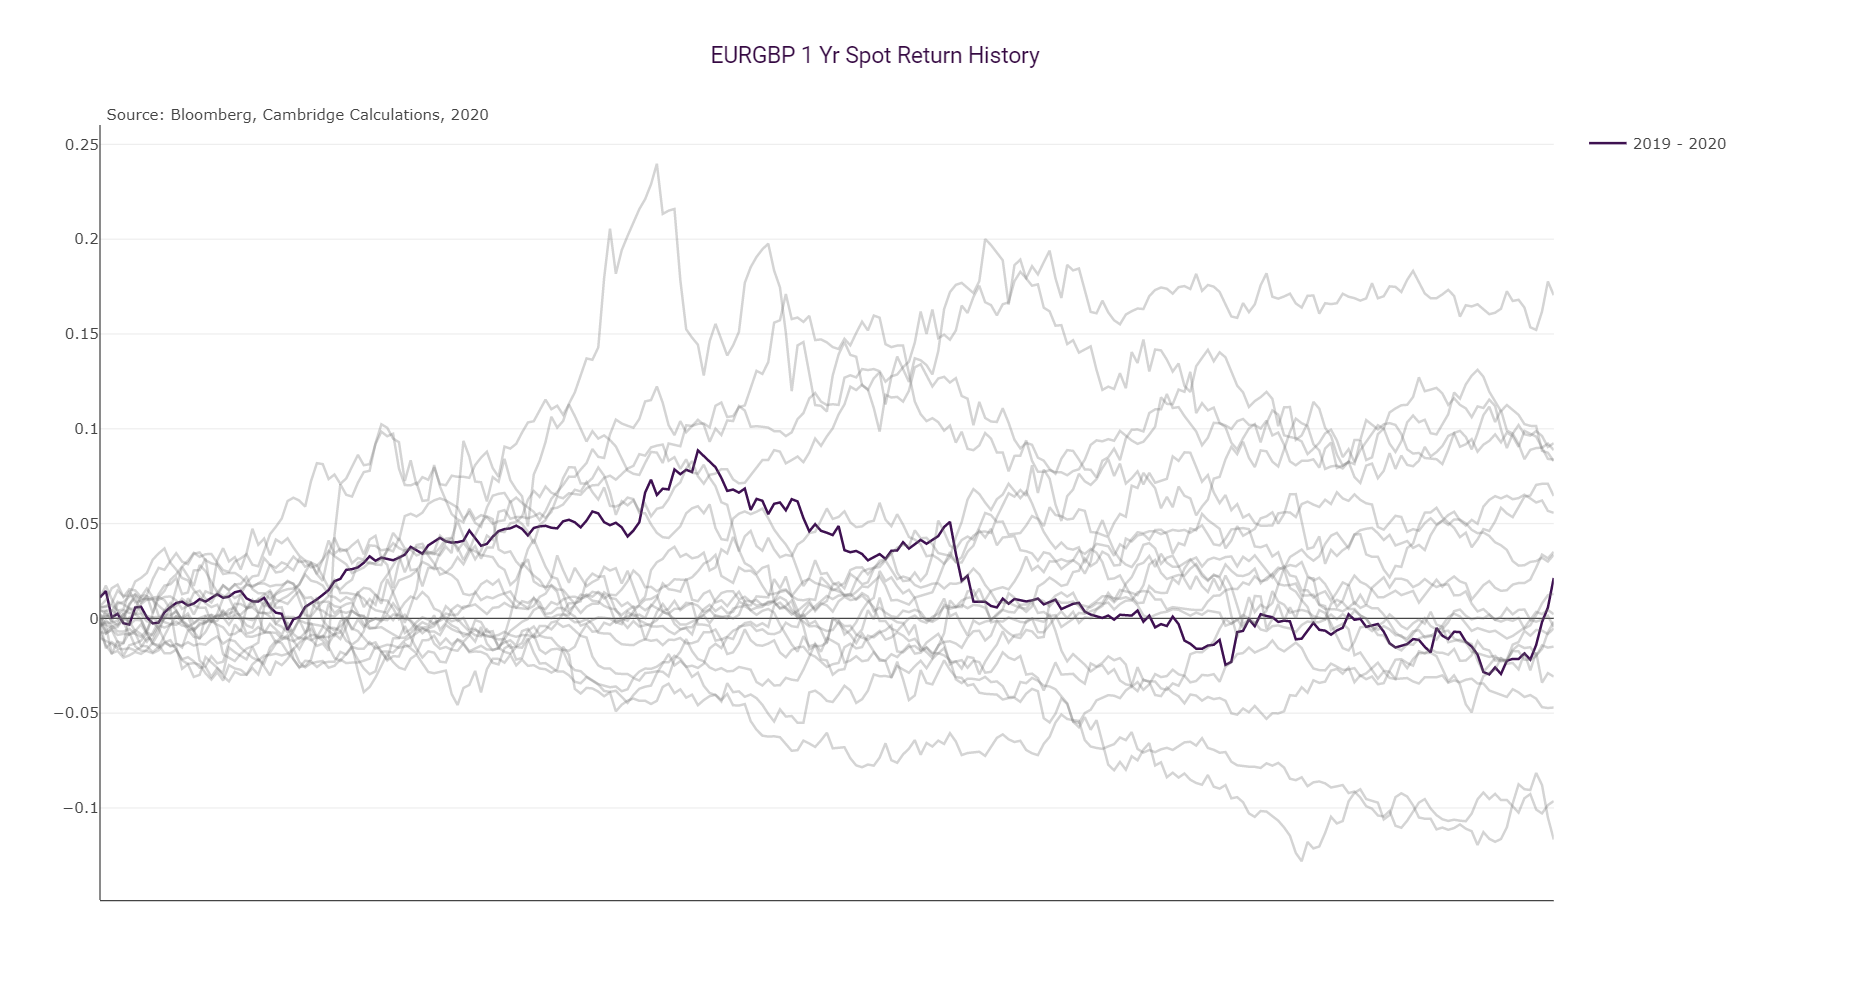 EURGBP 1 Yr Spot Return History
Source: Bloomberg, Cambridge Calculations, 2020
0.25
2019 - 2020
0.2
0.15
0.1
0.05
0
−0.05
−0.1